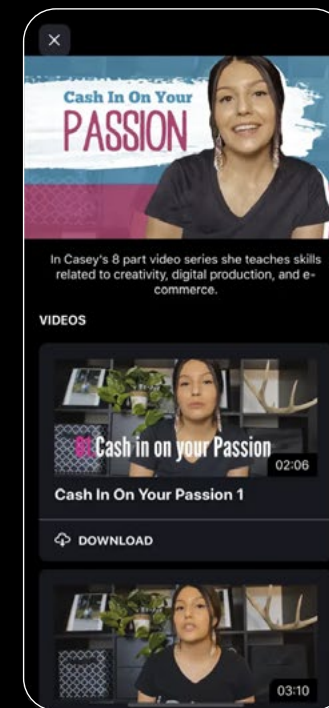 Cash In On Your
PASSION
In Casey's 8 part video series she teaches skills
related to creativity, digital production, and e-
commerce.
VIDEOS
01.Cash in on your Passion
02:06
Cash In On Your Passion 1
DOWNLOAD
03:10